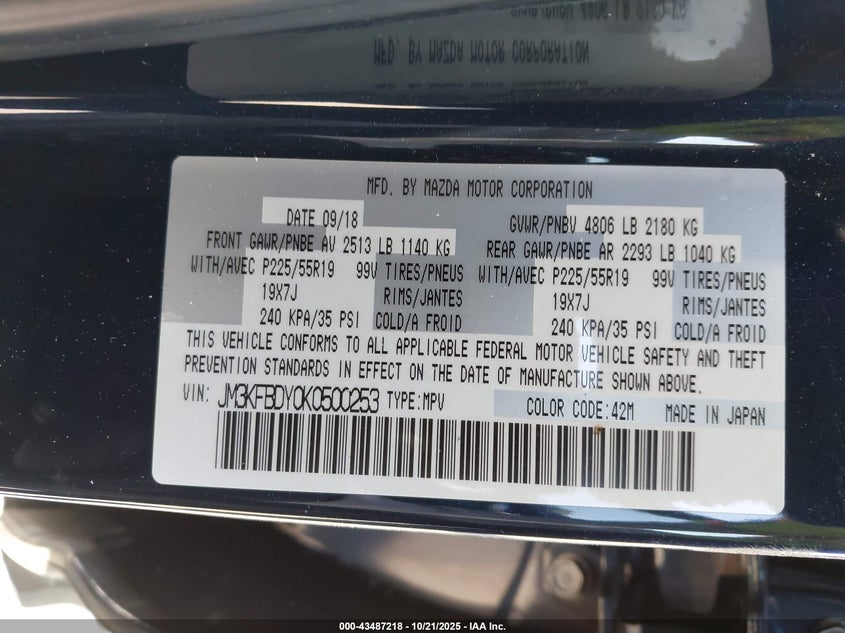 MFD. BY MAZDA MOTOR CORPORATION
DATE 09/18 GVWR/PNBV 4806 LB 2180 KG
FRONT GAWR/PNBE AV 2513 LB 1140 KG REAR GAWR/PNBE AR 2293 LB 1040 KG
WITH/AVEC P225/55R19 99V TIRES/PNEUS WITH/AVEC P225/55R19 99V TIRES/PNEUS
19X7J RIMS/JANTES 19X7J RIMS/JANTES
240 KPA/35 PSI COLD/A FROID 240 KPA/35 PSI COLD/A FROID
THIS VEHICLE CONFORMS TO ALL APPLICABLE FEDERAL MOTOR VEHICLE SAFETY AND THEFT
PREVENTION STANDARDS IN EFFECT ON THE DATE OF MANUFACTURE SHOWN ABOVE.
VIN: JM3KFBDY0K0500253 TYPE:MPV COLOR CODE:42M MADE IN JAPAN
000-43487218 - 10/21/2025 - IAA Inc.